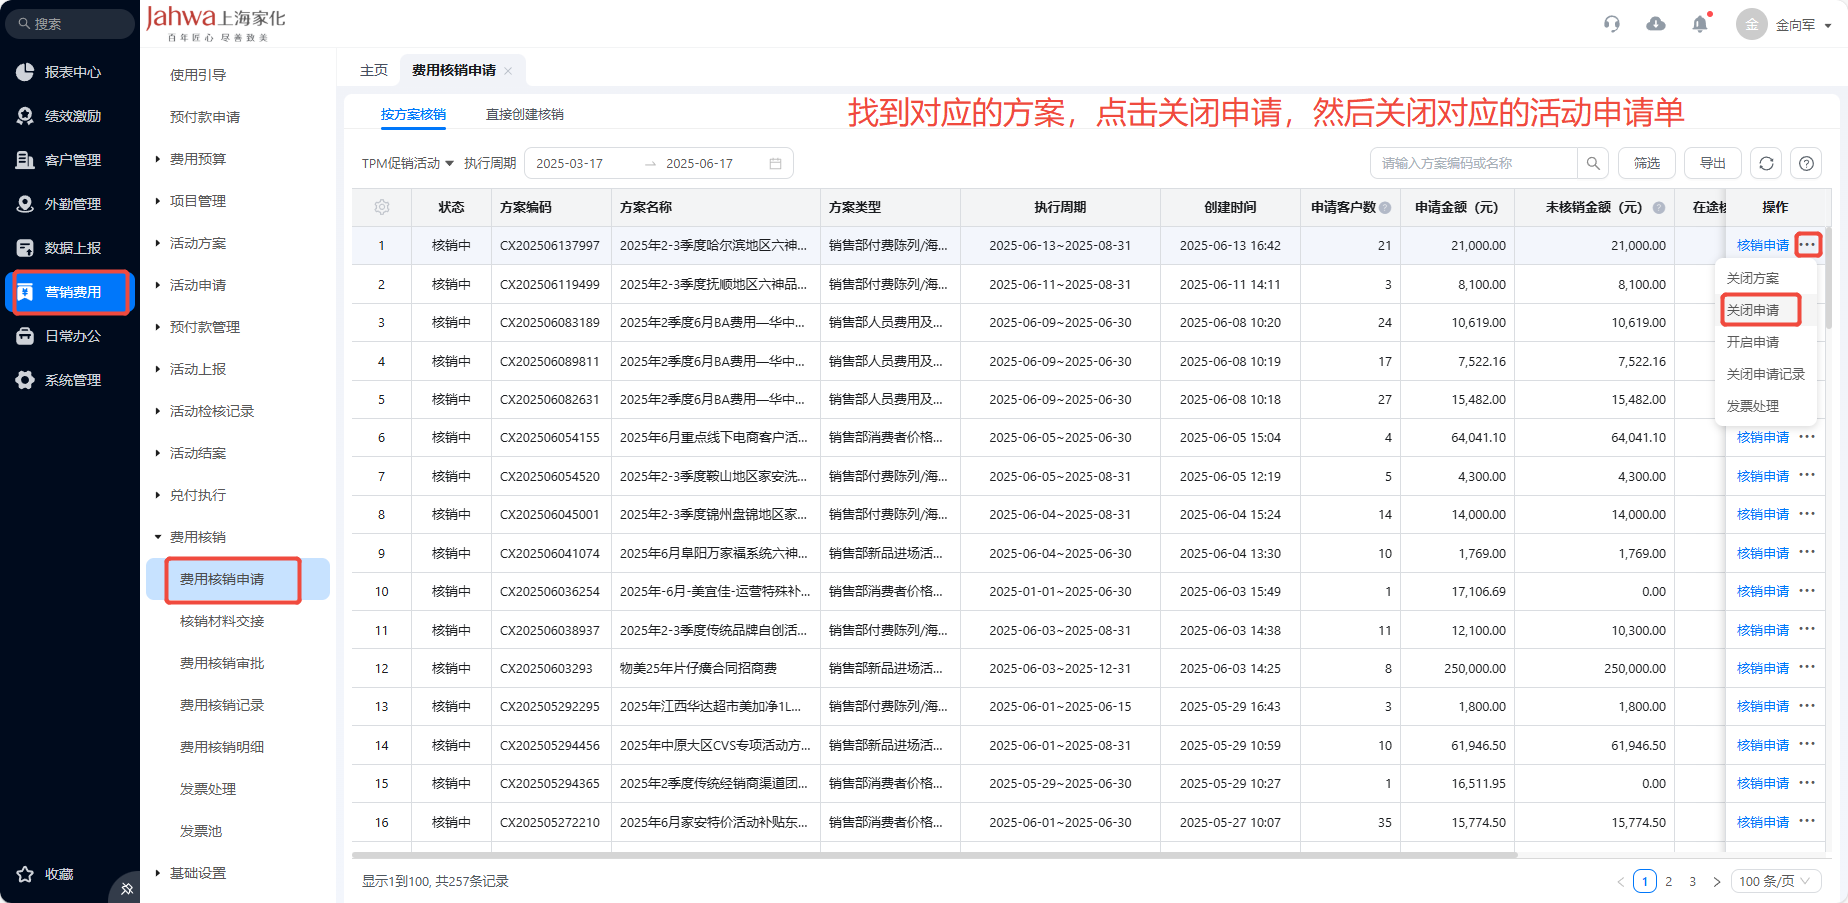 搜索
报表中心
绩效激励
客户管理
外勤管理
数据上报
营销费用
日常办公
系统管理
收藏
Jahwa上海家化
百年匠心 尽善致美
金 金向军
使用引导
预付款申请
费用预算
项目管理
活动方案
活动申请
预付款管理
活动上报
活动检核记录
活动结案
兑付执行
费用核销
费用核销申请
核销材料交接
费用核销审批
费用核销记录
费用核销明细
发票处理
发票池
基础设置
主页 费用核销申请
按方案核销 直接创建核销
找到对应的方案，点击关闭申请，然后关闭对应的活动申请单
TPM促销活动 执行周期 2025-03-17 → 2025-06-17 请输入方案编码或名称 筛选 导出
状态 方案编码 方案名称 方案类型 执行周期 创建时间 申请客户数 申请金额（元） 未核销金额（元） 在途核 操作
1 核销中 CX202506137997 2025年2-3季度哈尔滨地区六神... 销售部付费陈列/海... 2025-06-13~2025-08-31 2025-06-13 16:42 21 21,000.00 21,000.00 核销申请 ···
2 核销中 CX202506119499 2025年2-3季度抚顺地区六神品... 销售部付费陈列/海... 2025-06-11~2025-08-31 2025-06-11 14:11 3 8,100.00 8,100.00
3 核销中 CX202506083189 2025年2季度6月BA费用—华中... 销售部人员费用及... 2025-06-09~2025-06-30 2025-06-08 10:20 24 10,619.00 10,619.00
4 核销中 CX202506089811 2025年2季度6月BA费用—华中... 销售部人员费用及... 2025-06-09~2025-06-30 2025-06-08 10:19 17 7,522.16 7,522.16
5 核销中 CX202506082631 2025年2季度6月BA费用—华中... 销售部人员费用及... 2025-06-09~2025-06-30 2025-06-08 10:18 27 15,482.00 15,482.00
关闭方案
关闭申请
开启申请
关闭申请记录
发票处理
6 核销中 CX202506054155 2025年6月重点线下电商客户活... 销售部消费者价格... 2025-06-05~2025-06-30 2025-06-05 15:04 4 64,041.10 64,041.10 核销申请 ···
7 核销中 CX202506054520 2025年2-3季度鞍山地区家安洗... 销售部付费陈列/海... 2025-06-05~2025-08-31 2025-06-05 12:19 5 4,300.00 4,300.00 核销申请 ···
8 核销中 CX202506045001 2025年2-3季度锦州盘锦地区家... 销售部付费陈列/海... 2025-06-04~2025-08-31 2025-06-04 15:24 14 14,000.00 14,000.00 核销申请 ···
9 核销中 CX202506041074 2025年6月阜阳万家福系统六神... 销售部新品进场活... 2025-06-04~2025-06-30 2025-06-04 13:30 10 1,769.00 1,769.00 核销申请 ···
10 核销中 CX202506036254 2025年-6月-美宜佳-运营特殊补... 销售部消费者价格... 2025-01-01~2025-06-30 2025-06-03 15:49 1 17,106.69 0.00 核销申请 ···
11 核销中 CX202506038937 2025年2-3季度传统品牌自创活... 销售部付费陈列/海... 2025-06-03~2025-08-31 2025-06-03 14:38 11 12,100.00 10,300.00 核销申请 ···
12 核销中 CX20250603293 物美25年片仔癀合同招商费 销售部新品进场活... 2025-06-03~2025-12-31 2025-06-03 14:25 8 250,000.00 250,000.00 核销申请 ···
13 核销中 CX202505292295 2025年江西华达超市美加净1L... 销售部付费陈列/海... 2025-06-01~2025-06-15 2025-05-29 16:43 3 1,800.00 1,800.00 核销申请 ···
14 核销中 CX202505294456 2025年中原大区CVS专项活动方... 销售部新品进场活... 2025-06-01~2025-08-31 2025-05-29 10:59 10 61,946.50 61,946.50 核销申请 ···
15 核销中 CX202505294365 2025年2季度传统经销商渠道团... 销售部消费者价格... 2025-05-29~2025-06-30 2025-05-29 10:27 1 16,511.95 0.00 核销申请 ···
16 核销中 CX202505272210 2025年6月家安特价活动补贴东... 销售部消费者价格... 2025-06-01~2025-06-30 2025-05-27 10:07 35 15,774.50 15,774.50 核销申请 ···
显示1到100, 共257条记录 < 1 2 3 > 100 条/页